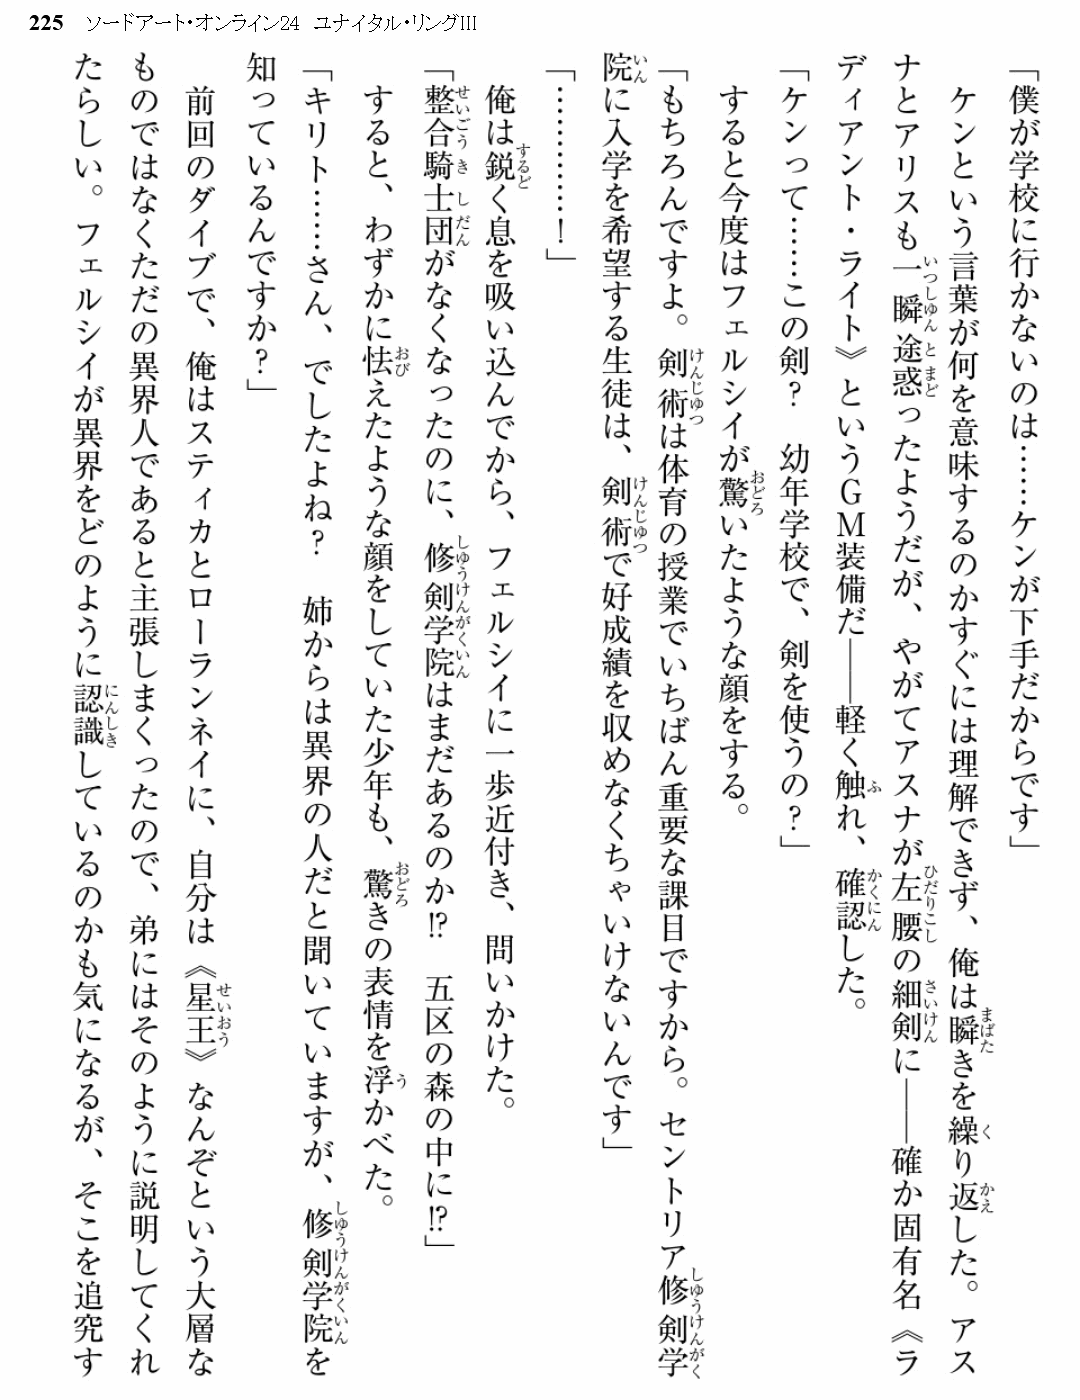 225 ソードアート・オンライン24 ユナイタル・リングIII
「僕が学校に行かないのは……ケンが下手だからです」
ケンという言葉が何を意味するのかすぐには理解できず、俺は瞬きを繰り返した。アス
ナとアリスも一瞬途惑ったようだが、やがてアスナが左腰の細剣に――確か固有名《ラ
ディアント・ライト》というGM装備だ――軽く触れ、確認した。
「ケンって……この剣？　幼年学校で、剣を使うの？」
すると今度はフェルシイが驚いたような顔をする。
「もちろんですよ。剣術は体育の授業でいちばん重要な課目ですから。セントリア修剣学
院に入学を希望する生徒は、剣術で好成績を収めなくちゃいけないんです」
「…………！」
俺は鋭く息を吸い込んでから、フェルシイに一歩近付き、問いかけた。
「整合騎士団がなくなったのに、修剣学院はまだあるのか⁉　五区の森の中に⁉」
すると、わずかに怯えたような顔をしていた少年も、驚きの表情を浮かべた。
「キリト……さん、でしたよね？　姉からは異界の人だと聞いていますが、修剣学院を
知っているんですか？」
前回のダイブで、俺はスティカとローランネイに、自分は《星王》なんぞという大層な
ものではなくただの異界人であると主張しまくったので、弟にはそのように説明してくれ
たらしい。フェルシイが異界をどのように認識しているのかも気になるが、そこを追究す